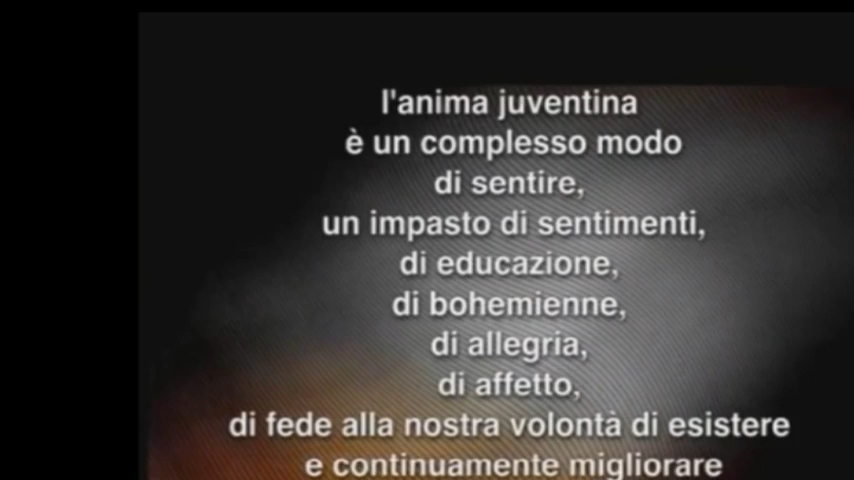 l'anima juventina
è un complesso modo
di sentire,
un impasto di sentimenti,
di educazione,
di bohemienne,
di allegria,
di affetto,
di fede alla nostra volontà di esistere
e continuamente migliorare